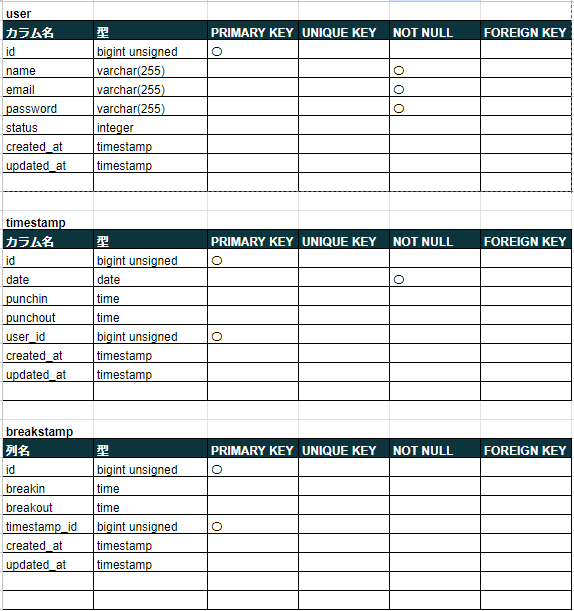 user
カラム名 型 PRIMARY KEY UNIQUE KEY NOT NULL FOREIGN KEY
id bigint unsigned ○
name varchar(255) ○
email varchar(255) ○
password varchar(255) ○
status integer
created_at timestamp
updated_at timestamp
timestamp
カラム名 型 PRIMARY KEY UNIQUE KEY NOT NULL FOREIGN KEY
id bigint unsigned ○
date date ○
punchin time
punchout time
user_id bigint unsigned ○
created_at timestamp
updated_at timestamp
breakstamp
列名 型 PRIMARY KEY UNIQUE KEY NOT NULL FOREIGN KEY
id bigint unsigned ○
breakin time
breakout time
timestamp_id bigint unsigned ○
created_at timestamp
updated_at timestamp